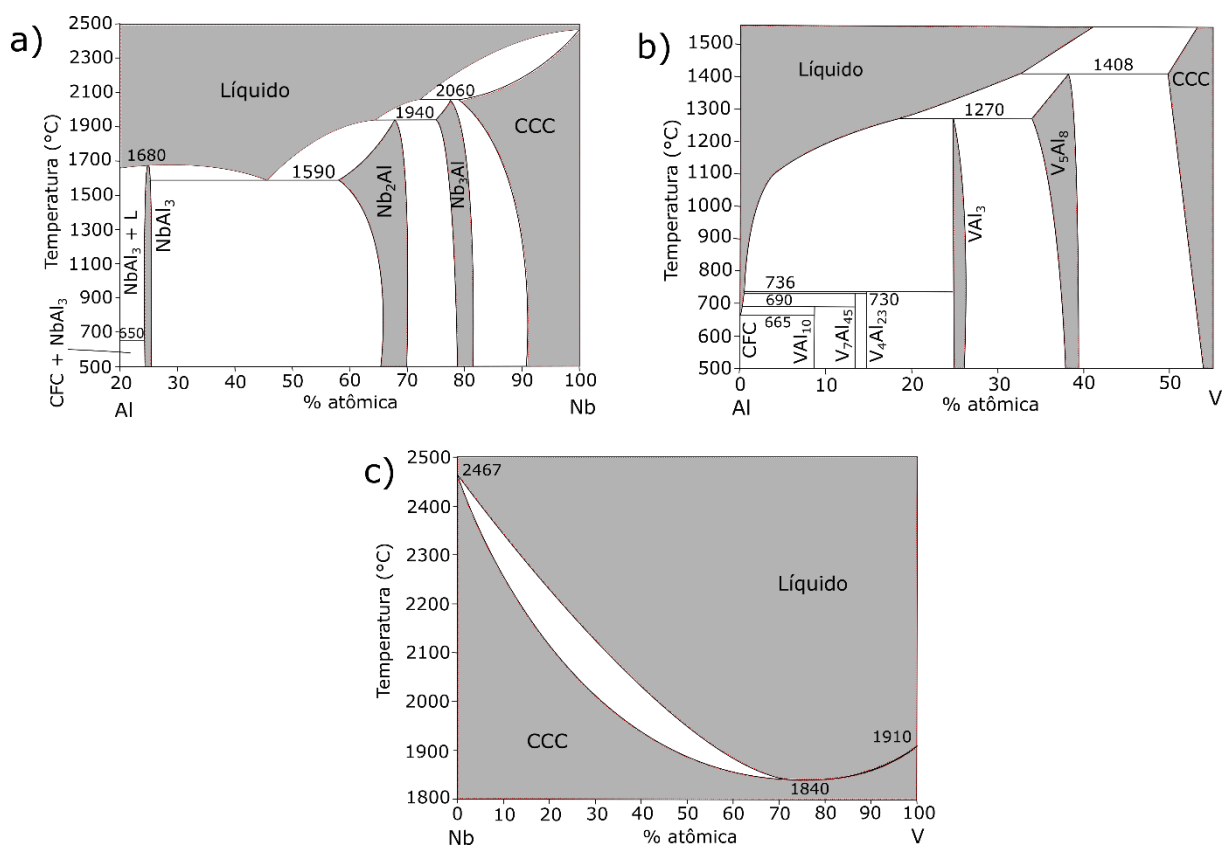 a)
Temperatura (°C)
2500
2300
2100
1900
1700
1500
1300
1100
900
700
500
Líquido
2060
1940
1680
1590
CCC
NbAl₃ + L
NbAl₃
Nb₂Al
Nb₃Al
650
CFC + NbAl₃
20 30 40 50 60 70 80 90 100
Al % atômica Nb
b)
Temperatura (°C)
1500
1400
1300
1200
1100
1000
900
800
700
600
500
Líquido
1408
CCC
1270
V₅Al₈
VAl₃
736
690 730
665
CFC
VAl₁₀
V₇Al₄₅
V₄Al₂₃
0 10 20 30 40 50
Al % atômica V
c)
Temperatura (°C)
2500
2400
2300
2200
2100
2000
1900
1800
2467
Líquido
CCC
1910
1840
0 10 20 30 40 50 60 70 80 90 100
Nb % atômica V